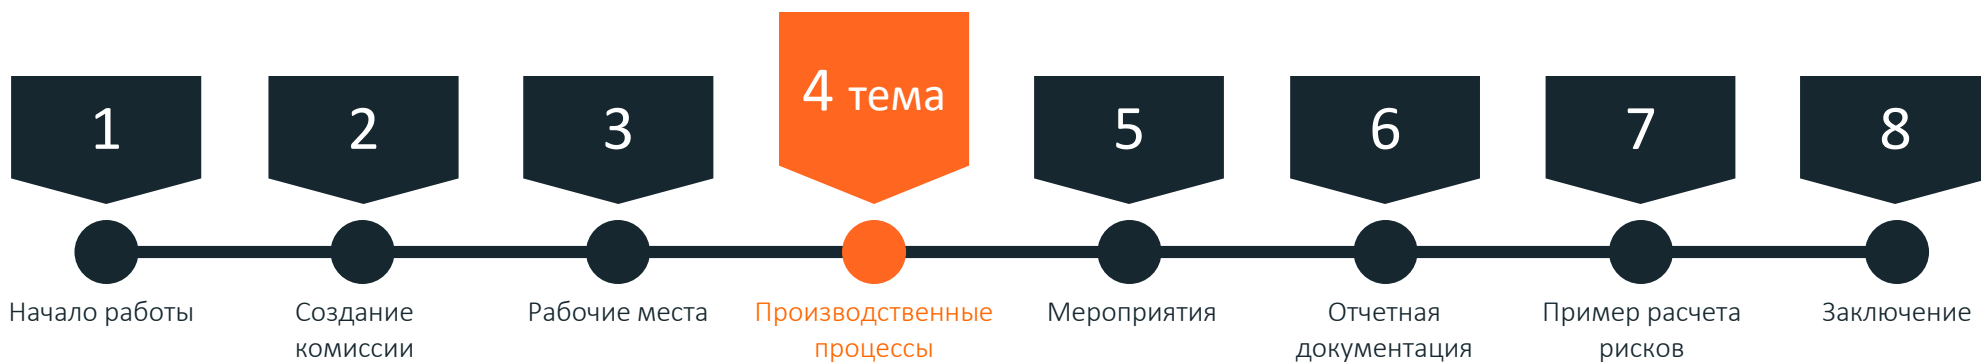 1
2
3
4 тема
5
6
7
8
Начало работы
Создание
комиссии
Рабочие места
Производственные
процессы
Мероприятия
Отчетная
документация
Пример расчета
рисков
Заключение